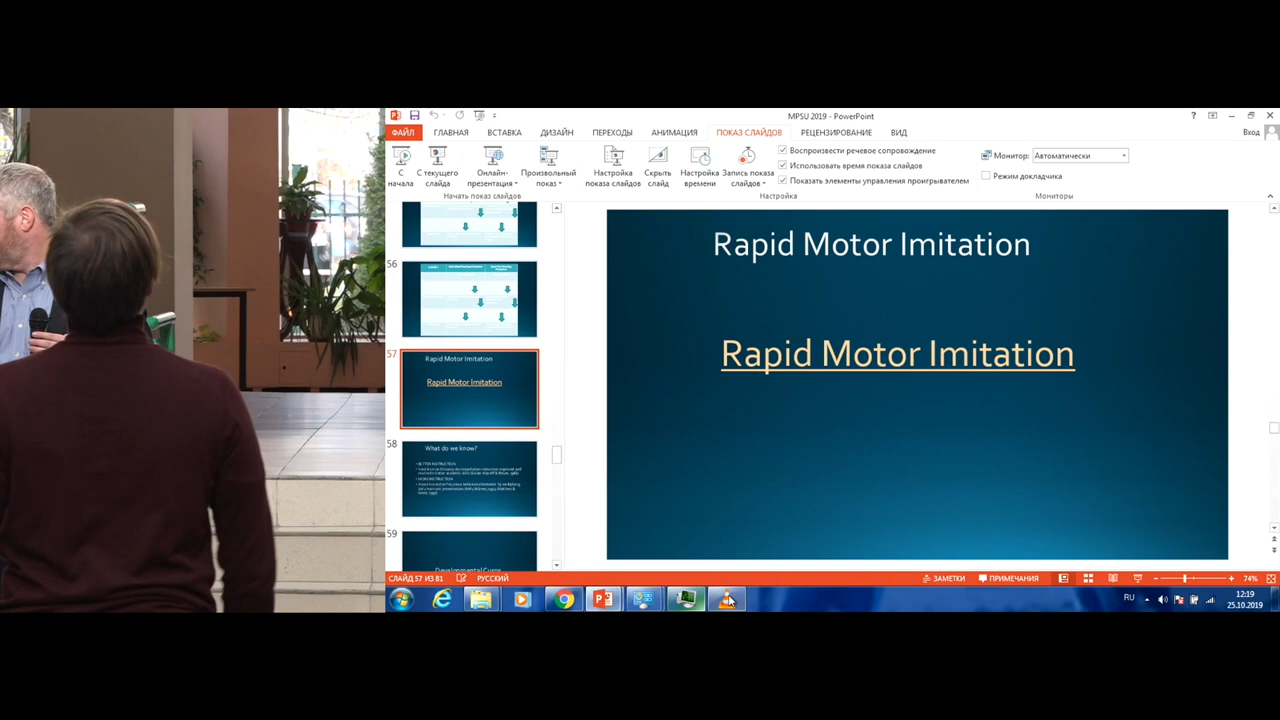 MPSU 2019 - PowerPoint
ФАЙЛ ГЛАВНАЯ ВСТАВКА ДИЗАЙН ПЕРЕХОДЫ АНИМАЦИЯ ПОКАЗ СЛАЙДОВ РЕЦЕНЗИРОВАНИЕ ВИД Вход
С начала
С текущего слайда
Онлайн-презентация
Произвольный показ
Настройка показа слайдов
Скрыть слайд
Настройка времени
Запись показа слайдов
Воспроизвести речевое сопровождение
Использовать время показа слайдов
Показать элементы управления проигрывателем
Монитор: Автоматически
Режим докладчика
Начать показ слайдов Настройка Мониторы
56
57
Rapid Motor Imitation
Rapid Motor Imitation
58
What do we know?
59
Rapid Motor Imitation
Rapid Motor Imitation
СЛАЙД 57 ИЗ 81 РУССКИЙ ЗАМЕТКИ ПРИМЕЧАНИЯ 74%
RU 12:19
25.10.2019